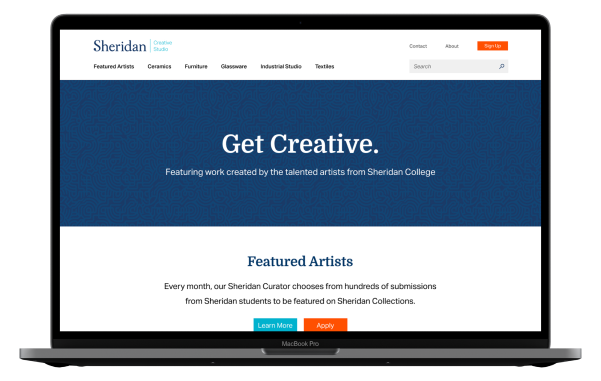 Sheridan
Creative
Studio
Contact About Sign Up
Featured Artists Ceramics Furniture Glassware Industrial Studio Textiles
Search
Get Creative.
Featuring work created by the talented artists from Sheridan College
Featured Artists
Every month, our Sheridan Curator chooses from hundreds of submissions
from Sheridan students to be featured on Sheridan Collections.
Learn More Apply
MacBook Pro